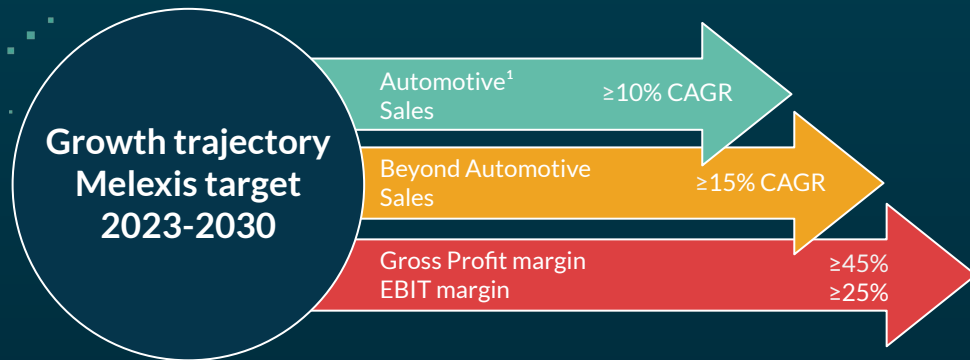 Growth trajectory
Melexis target
2023-2030
Automotive¹
Sales
≥10% CAGR
Beyond Automotive
Sales
≥15% CAGR
Gross Profit margin ≥45%
EBIT margin ≥25%